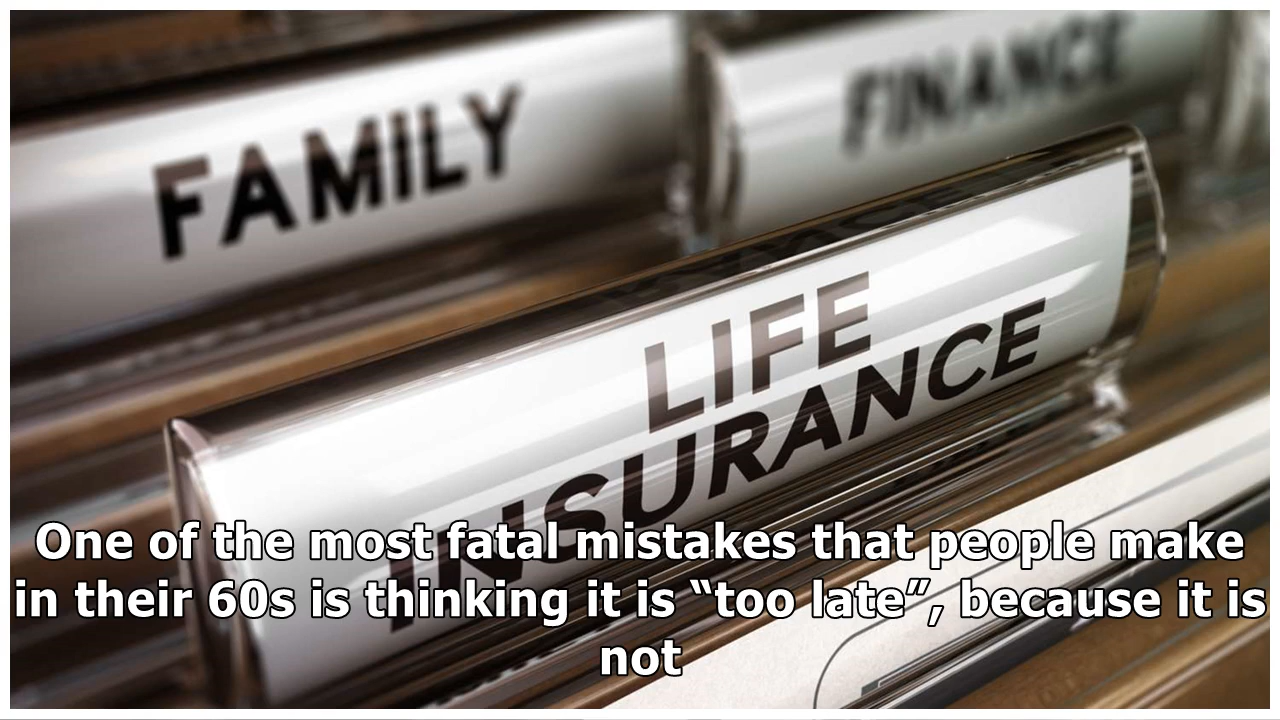 FAMILY
FINANCE
LIFE
INSURANCE
One of the most fatal mistakes that people make
in their 60s is thinking it is “too late”, because it is
not